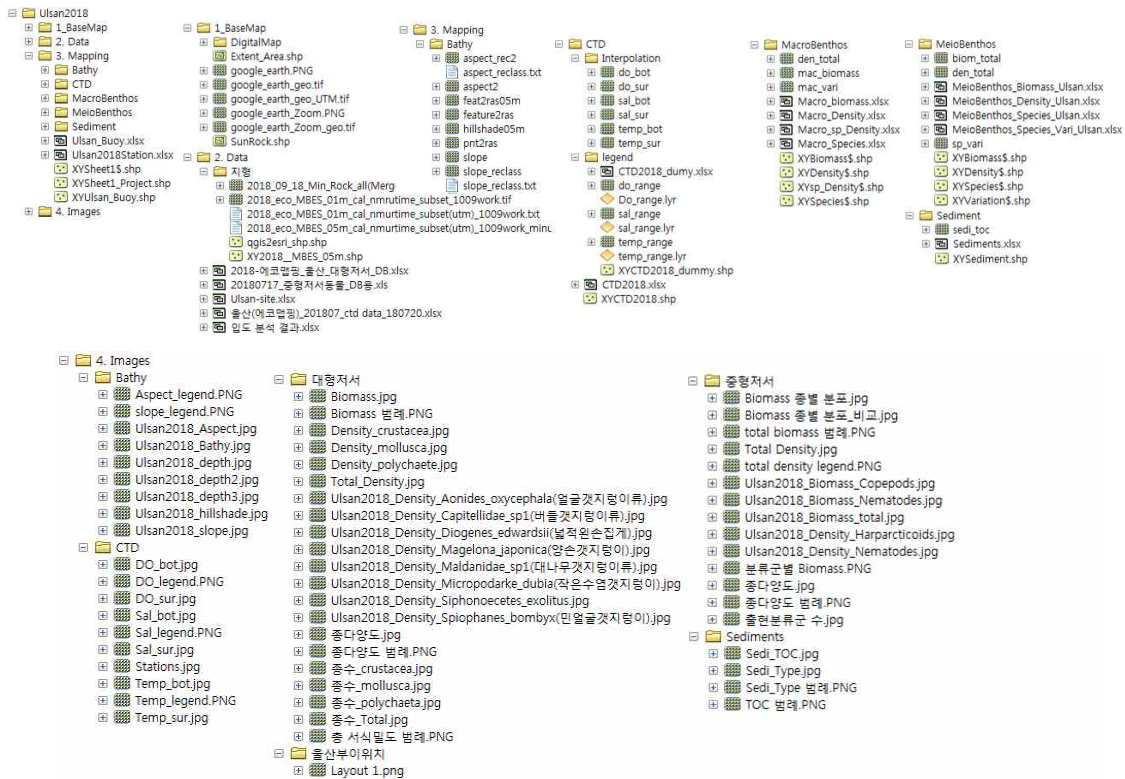 Ulsan2018
1_BaseMap
2. Data
3. Mapping
Bathy
CTD
MacroBenthos
MeioBenthos
Sediment
Ulsan_Buoy.xlsx
Ulsan2018Station.xlsx
XYSheet1$.shp
XYSheet1_Project.shp
XYUlsan_Buoy.shp
4. Images
1_BaseMap
DigitalMap
Extent_Area.shp
google_earth.PNG
google_earth_geo.tif
google_earth_geo_UTM.tif
google_earth_Zoom.PNG
google_earth_Zoom_geo.tif
SunRock.shp
2. Data
지형
2018_09_18_Min_Rock_all(Merg
2018_eco_MBES_01m_cal_nmrutime_subset_1009work.tif
2018_eco_MBES_01m_cal_nmurtime_subset(utm)_1009work.txt
2018_eco_MBES_05m_cal_nmurtime_subset(utm)_1009work_minu
qgis2esri_shp.shp
XY2018__MBES_05m.shp
2018-에코맵핑_울산_대형저서_DB.xlsx
20180717_중형저서동물_DB용.xls
Ulsan-site.xlsx
울산(에코맵핑)_201807_ctd data_180720.xlsx
입도 분석 결과.xlsx
3. Mapping
Bathy
aspect_rec2
aspect_reclass.txt
aspect2
feat2ras05m
feature2ras
hillshade05m
pnt2ras
slope
slope_reclass
slope_reclass.txt
CTD
Interpolation
do_bot
do_sur
sal_bot
sal_sur
temp_bot
temp_sur
legend
CTD2018_dumy.xlsx
do_range
Do_range.lyr
sal_range
sal_range.lyr
temp_range
temp_range.lyr
XYCTD2018_dummy.shp
CTD2018.xlsx
XYCTD2018.shp
MacroBenthos
den_total
mac_biomass
mac_vari
Macro_biomass.xlsx
Macro_Density.xlsx
Macro_sp_Density.xlsx
Macro_Species.xlsx
XYBiomass$.shp
XYDensity$.shp
XYsp_Density$.shp
XYSpecies$.shp
MeioBenthos
biom_total
den_total
MeioBenthos_Biomass_Ulsan.xlsx
MeioBenthos_Density_Ulsan.xlsx
MeioBenthos_Species_Ulsan.xlsx
MeioBenthos_Species_Vari_Ulsan.xlsx
sp_vari
XYBiomass$.shp
XYDensity$.shp
XYSpecies$.shp
XYVariation$.shp
Sediment
sedi_toc
Sediments.xlsx
XYSediment.shp
4. Images
Bathy
Aspect_legend.PNG
slope_legend.PNG
Ulsan2018_Aspect.jpg
Ulsan2018_Bathy.jpg
Ulsan2018_depth.jpg
Ulsan2018_depth2.jpg
Ulsan2018_depth3.jpg
Ulsan2018_hillshade.jpg
Ulsan2018_slope.jpg
CTD
DO_bot.jpg
DO_legend.PNG
DO_sur.jpg
Sal_bot.jpg
Sal_legend.PNG
Sal_sur.jpg
Stations.jpg
Temp_bot.jpg
Temp_legend.PNG
Temp_sur.jpg
대형저서
Biomass.jpg
Biomass 범례.PNG
Density_crustacea.jpg
Density_mollusca.jpg
Density_polychaete.jpg
Total_Density.jpg
Ulsan2018_Density_Aonides_oxycephala(얼굴갯지렁이류).jpg
Ulsan2018_Density_Capitellidae_sp1(버들갯지렁이류).jpg
Ulsan2018_Density_Diogenes_edwardsii(넓적왼손집게).jpg
Ulsan2018_Density_Magelona_japonica(양손갯지렁이).jpg
Ulsan2018_Density_Maldanidae_sp1(대나무갯지렁이류).jpg
Ulsan2018_Density_Micropodarke_dubia(작은수염갯지렁이).jpg
Ulsan2018_Density_Siphonoecetes_exolitus.jpg
Ulsan2018_Density_Spiophanes_bombyx(민얼굴갯지렁이).jpg
종다양도.jpg
종다양도 범례.PNG
종수_crustacea.jpg
종수_mollusca.jpg
종수_polychaeta.jpg
종수_Total.jpg
총 서식밀도 범례.PNG
울산부이위치
Layout 1.png
중형저서
Biomass 종별 분포.jpg
Biomass 종별 분포_비교.jpg
total biomass 범례.PNG
Total Density.jpg
total density legend.PNG
Ulsan2018_Biomass_Copepods.jpg
Ulsan2018_Biomass_Nematodes.jpg
Ulsan2018_Biomass_total.jpg
Ulsan2018_Density_Harparcticoids.jpg
Ulsan2018_Density_Nematodes.jpg
분류군별 Biomass.PNG
종다양도.jpg
종다양도 범례.PNG
출현분류군 수.jpg
Sediments
Sedi_TOC.jpg
Sedi_Type.jpg
Sedi_Type 범례.PNG
TOC 범례.PNG